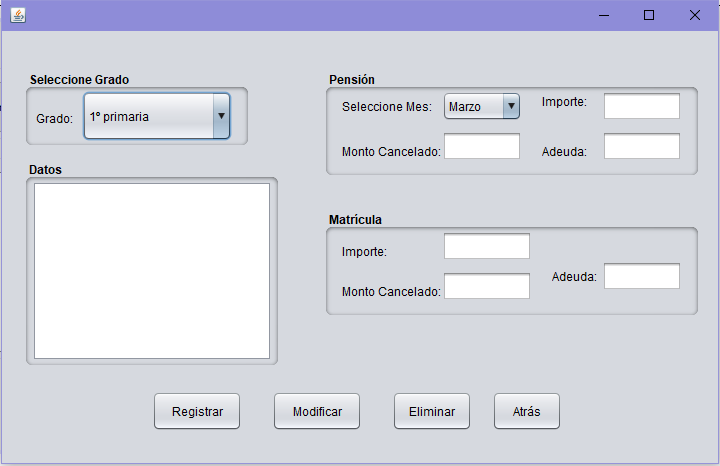 Seleccione Grado
Grado: 1º primaria
Datos
Pensión
Seleccione Mes: Marzo Importe:
Monto Cancelado: Adeuda:
Matrícula
Importe:
Adeuda:
Monto Cancelado:
Registrar Modificar Eliminar Atrás